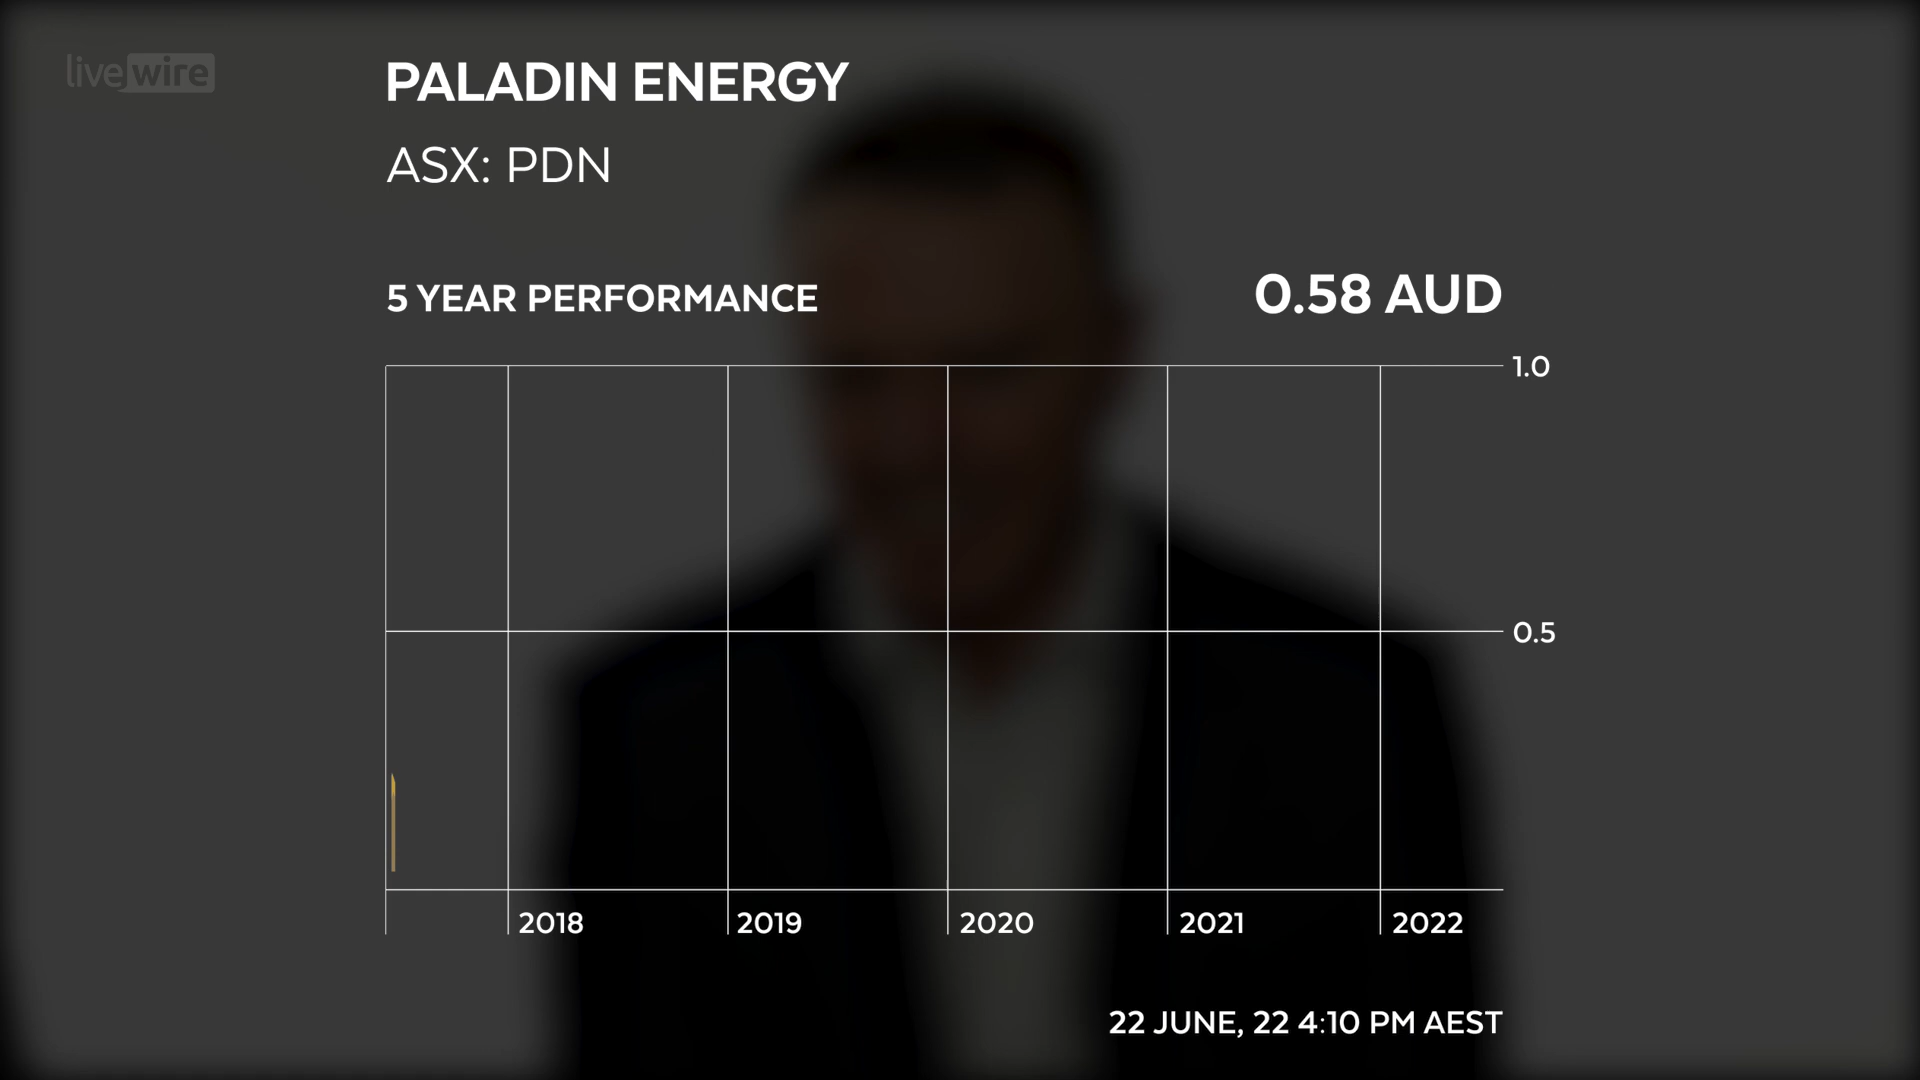 livewire
PALADIN ENERGY
ASX: PDN
5 YEAR PERFORMANCE
0.58 AUD
1.0
0.5
2018 2019 2020 2021 2022
22 JUNE, 22 4:10 PM AEST